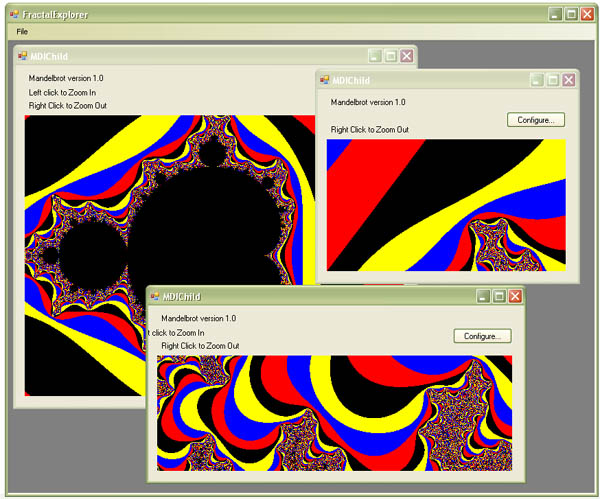 FractalExplorer
File
MDIChild
Mandelbrot version 1.0
Left click to Zoom In
Right Click to Zoom Out
MDIChild
Mandelbrot version 1.0
Configure...
Right Click to Zoom Out
MDIChild
Mandelbrot version 1.0
t click to Zoom In
Configure...
Right Click to Zoom Out